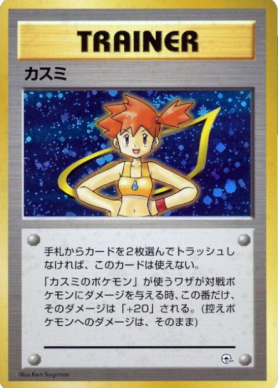 TRAINER
カスミ
手札からカードを2枚選んでトラッシュし
なければ、このカードは使えない。
「カスミのポケモン」が使うワザが対戦ポ
ケモンにダメージを与える時、この番だけ、
そのダメージは「+20」される。(控えポ
ケモンへのダメージは、そのまま)
Illus.Ken Sugimori